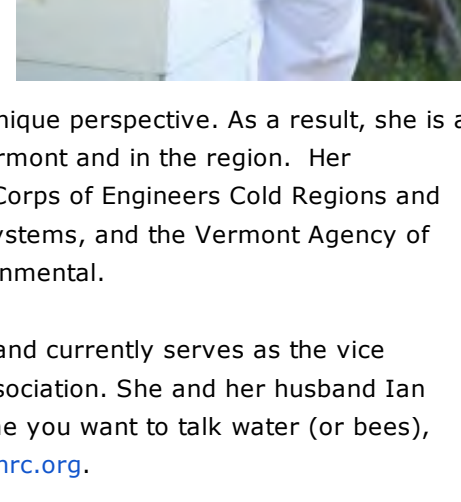 nique perspective. As a result, she is a
rmont and in the region. Her
Corps of Engineers Cold Regions and
ystems, and the Vermont Agency of
nmental.
and currently serves as the vice
sociation. She and her husband Ian
e you want to talk water (or bees),
nrc.org.